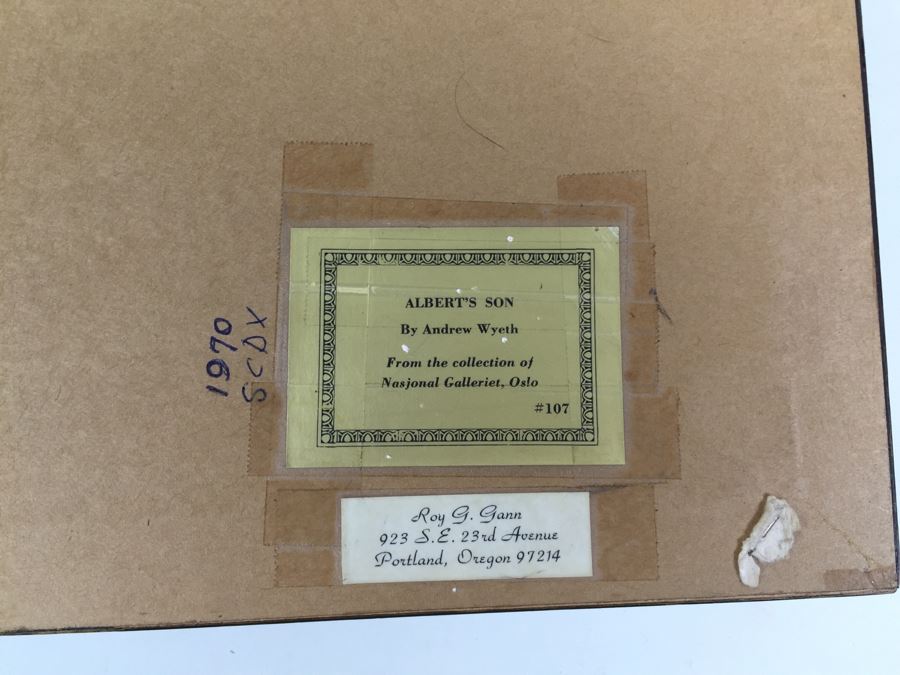 ALBERT'S SON
By Andrew Wyeth
From the collection of
Nasjonal Galleriet, Oslo
#107
1970
SCDX
Roy G. Gann
923 S.E. 23rd Avenue
Portland, Oregon 97214